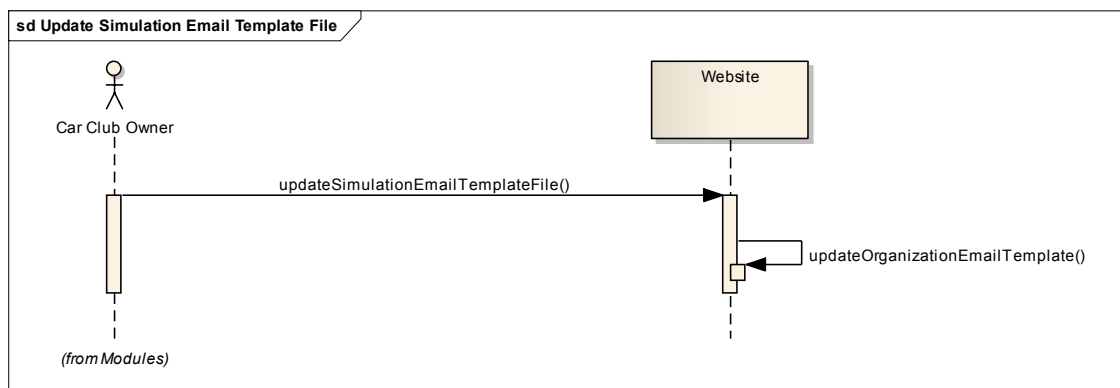 sd Update Simulation Email Template File
Car Club Owner
Website
updateSimulationEmailTemplateFile()
updateOrganizationEmailTemplate()
(from Modules)